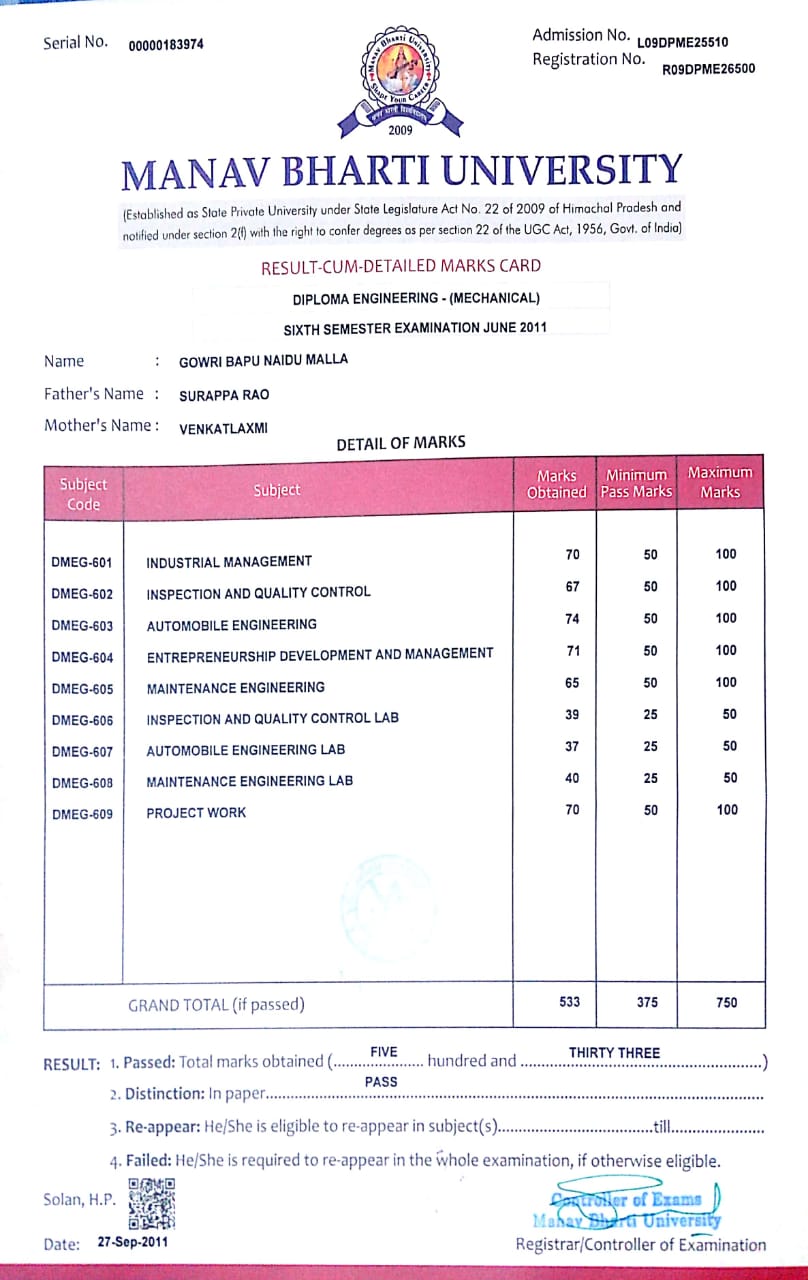 Serial No. 00000183974
Admission No. L09DPME25510
Registration No. R09DPME26500
Manav Bharti University
Shape Your Career
2009
MANAV BHARTI UNIVERSITY
(Established as State Private University under State Legislature Act No. 22 of 2009 of Himachal Pradesh and
notified under section 2(f) with the right to confer degrees as per section 22 of the UGC Act, 1956, Govt. of India)
RESULT-CUM-DETAILED MARKS CARD
DIPLOMA ENGINEERING - (MECHANICAL)
SIXTH SEMESTER EXAMINATION JUNE 2011
Name : GOWRI BAPU NAIDU MALLA
Father's Name : SURAPPA RAO
Mother's Name : VENKATLAXMI
DETAIL OF MARKS
Subject Code Subject Marks Obtained Minimum Pass Marks Maximum Marks
DMEG-601 INDUSTRIAL MANAGEMENT 70 50 100
DMEG-602 INSPECTION AND QUALITY CONTROL 67 50 100
DMEG-603 AUTOMOBILE ENGINEERING 74 50 100
DMEG-604 ENTREPRENEURSHIP DEVELOPMENT AND MANAGEMENT 71 50 100
DMEG-605 MAINTENANCE ENGINEERING 65 50 100
DMEG-606 INSPECTION AND QUALITY CONTROL LAB 39 25 50
DMEG-607 AUTOMOBILE ENGINEERING LAB 37 25 50
DMEG-608 MAINTENANCE ENGINEERING LAB 40 25 50
DMEG-609 PROJECT WORK 70 50 100
GRAND TOTAL (if passed) 533 375 750
RESULT: 1. Passed: Total marks obtained (.....FIVE..... hundred and .....THIRTY THREE.....)
2. Distinction: In paper.....PASS.....
3. Re-appear: He/She is eligible to re-appear in subject(s)..........till..........
4. Failed: He/She is required to re-appear in the whole examination, if otherwise eligible.
Solan, H.P.
Controller of Exams
Manav Bharti University
Date: 27-Sep-2011
Registrar/Controller of Examination